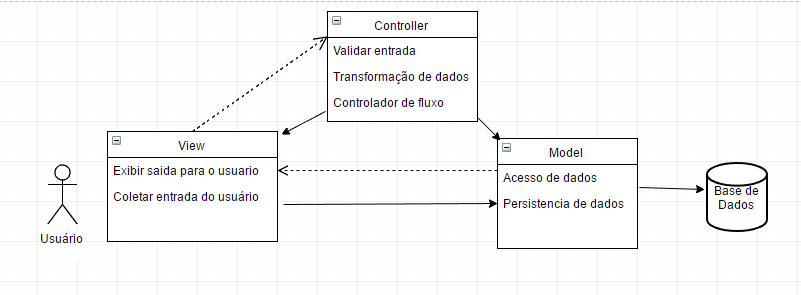 Controller
Validar entrada
Transformação de dados
Controlador de fluxo
View
Exibir saida para o usuario
Coletar entrada do usuário
Model
Acesso de dados
Persistencia de dados
Base de
Dados
Usuário